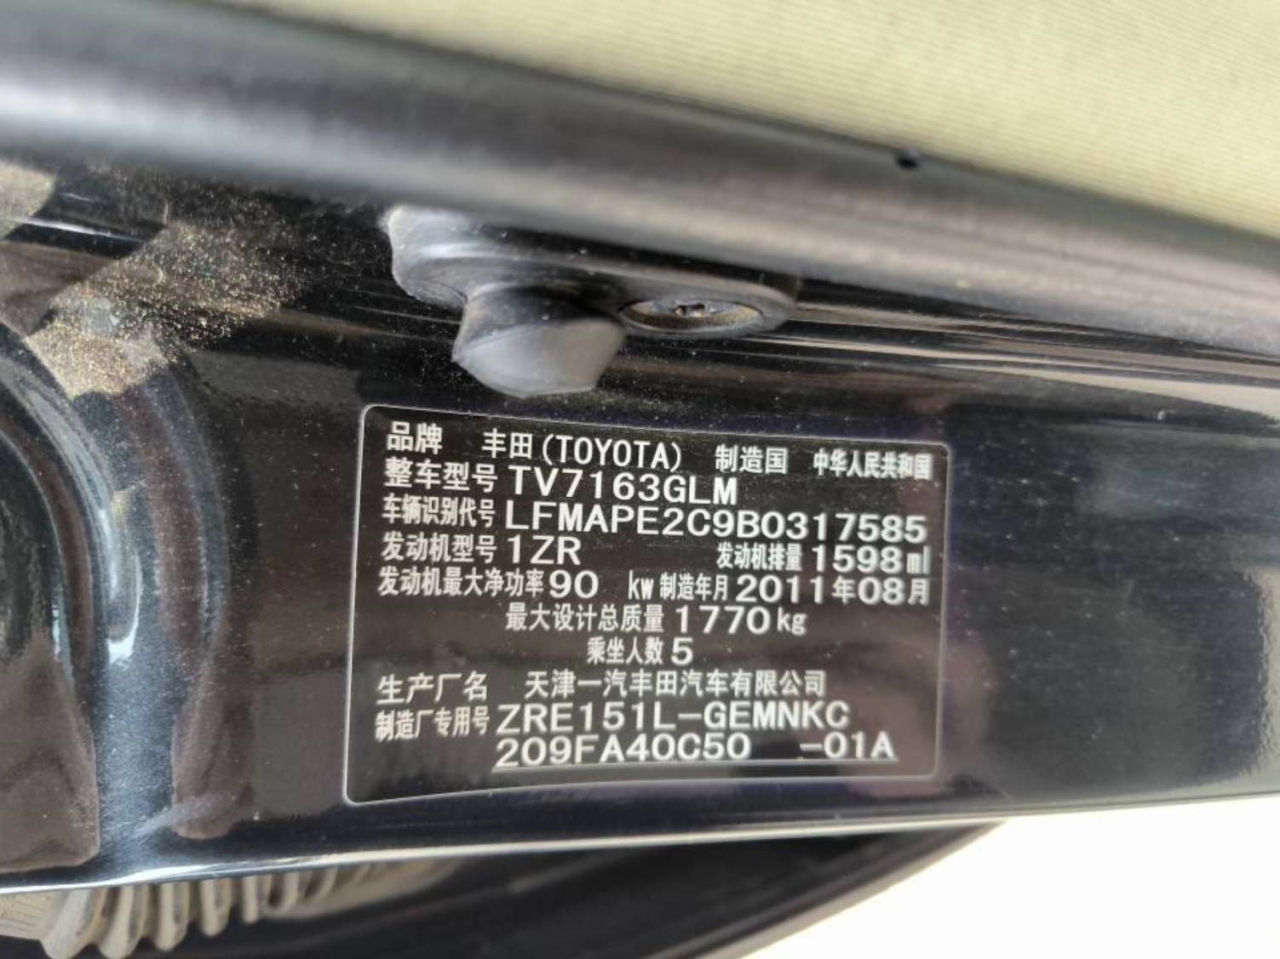 品牌 丰田(TOYOTA) 制造国 中华人民共和国
整车型号 TV7163GLM
车辆识别代号 LFMAPE2C9B0317585
发动机型号 1ZR 发动机排量 1598 ml
发动机最大净功率 90 kw 制造年月 2011年08月
最大设计总质量 1770 kg
乘坐人数 5
生产厂名 天津一汽丰田汽车有限公司
制造厂专用号 ZRE151L-GEMNKC
209FA40C50 -01A